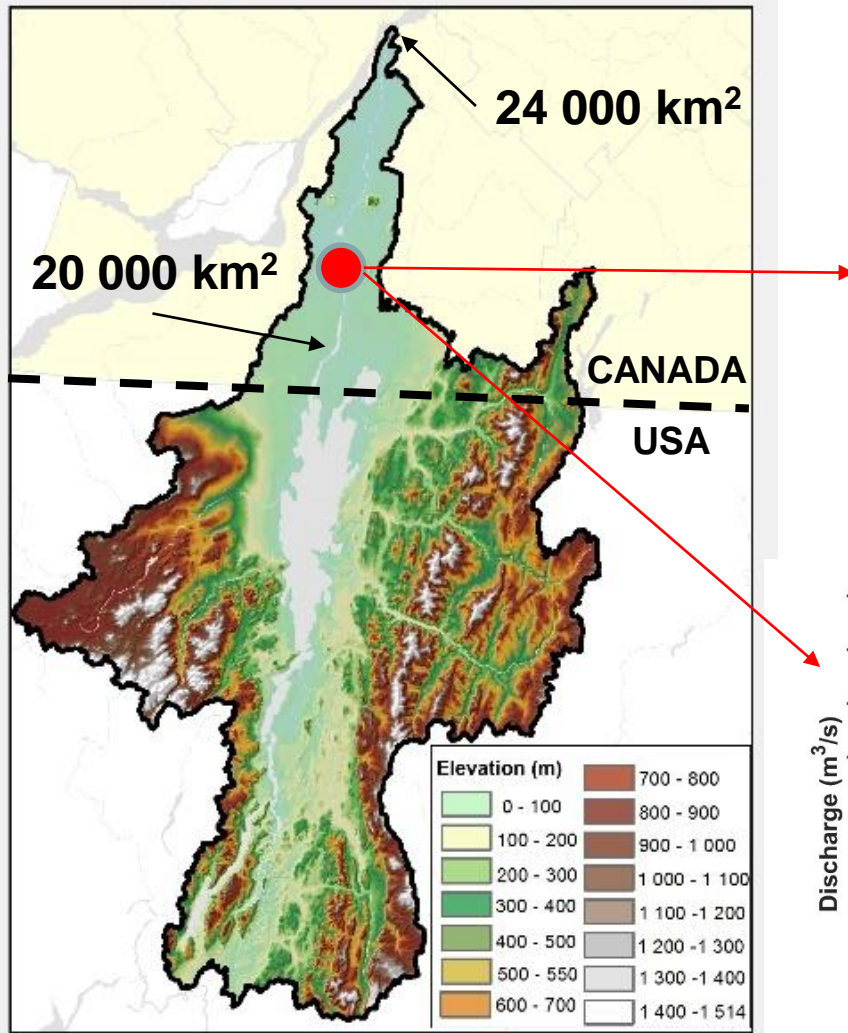 24 000 km²
20 000 km²
CANADA
USA
Elevation (m)
0 - 100
100 - 200
200 - 300
300 - 400
400 - 500
500 - 550
600 - 700
700 - 800
800 - 900
900 - 1 000
1 000 - 1 100
1 100 -1 200
1 200 -1 300
1 300 - 1 400
1 400 -1 514
Discharge (m³/s)